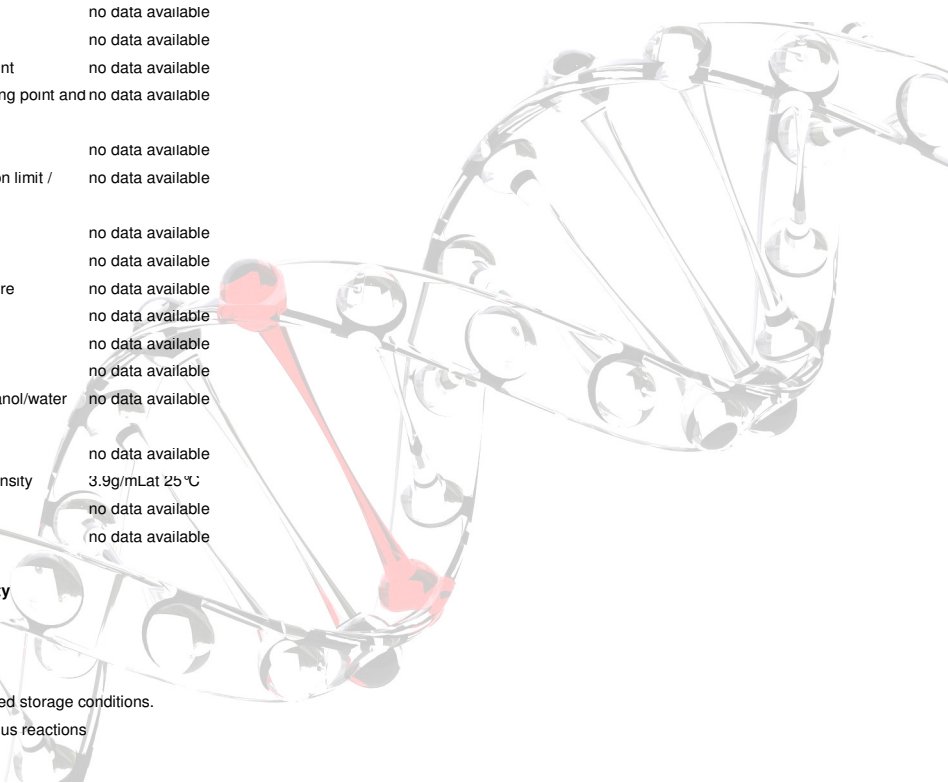 no data available
no data available
nt no data available
ng point and no data available
no data available
on limit / no data available
no data available
no data available
re no data available
no data available
no data available
no data available
anol/water no data available
no data available
nsity 3.9g/mLat 25℃
no data available
no data available
ty
ed storage conditions.
us reactions